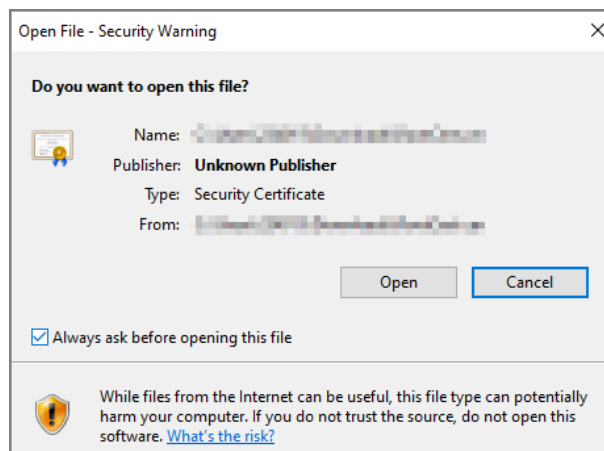 Open File - Security Warning
Do you want to open this file?
Name:
Publisher: Unknown Publisher
Type: Security Certificate
From:
Open Cancel
Always ask before opening this file
While files from the Internet can be useful, this file type can potentially
harm your computer. If you do not trust the source, do not open this
software. What's the risk?